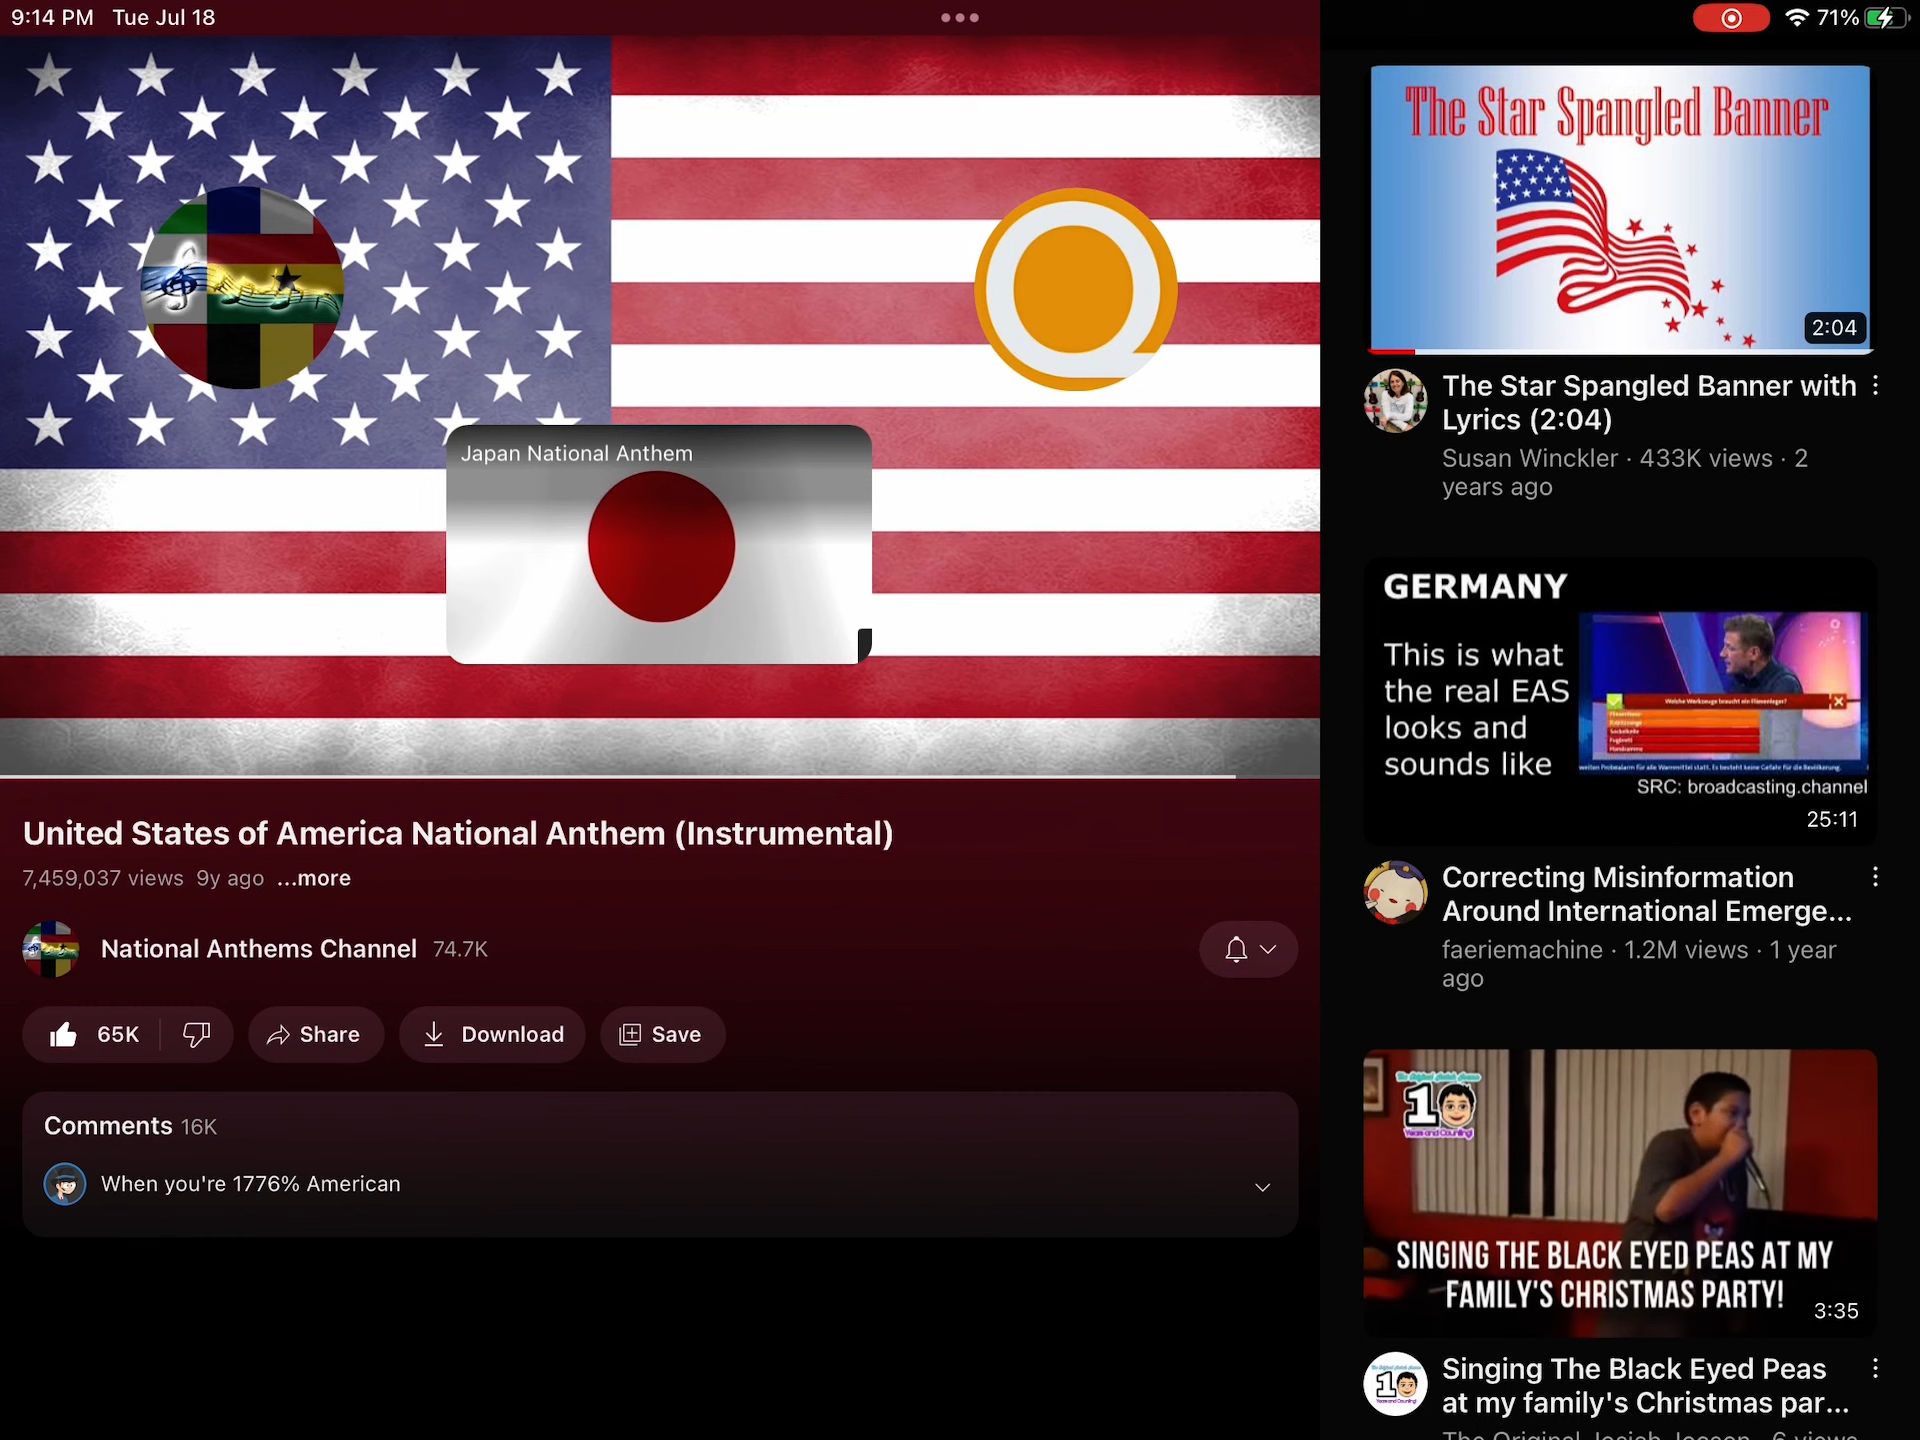 9:14 PM Tue Jul 18
71%
Japan National Anthem
United States of America National Anthem (Instrumental)
7,459,037 views 9y ago ...more
National Anthems Channel 74.7K
65K
Share
Download
Save
Comments 16K
When you're 1776% American
The Star Spangled Banner
2:04
The Star Spangled Banner with
Lyrics (2:04)
Susan Winckler · 433K views · 2
years ago
GERMANY
This is what
the real EAS
looks and
sounds like
SRC: broadcasting.channel
25:11
Correcting Misinformation
Around International Emerge...
faeriemachine · 1.2M views · 1 year
ago
10
Years and Counting!
SINGING THE BLACK EYED PEAS AT MY
FAMILY'S CHRISTMAS PARTY!
3:35
10
Singing The Black Eyed Peas
at my family's Christmas par...